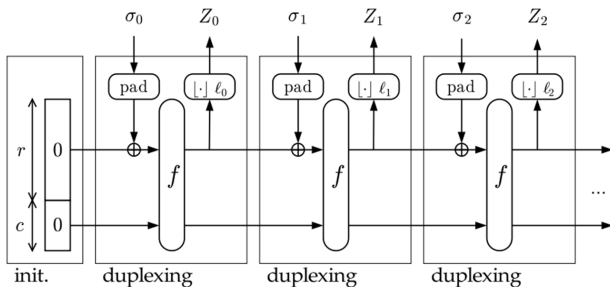 σ₀ Z₀ σ₁ Z₁ σ₂ Z₂
pad ⌊·⌋ ℓ₀ pad ⌊·⌋ ℓ₁ pad ⌊·⌋ ℓ₂
r 0
f f f
...
c 0
init. duplexing duplexing duplexing